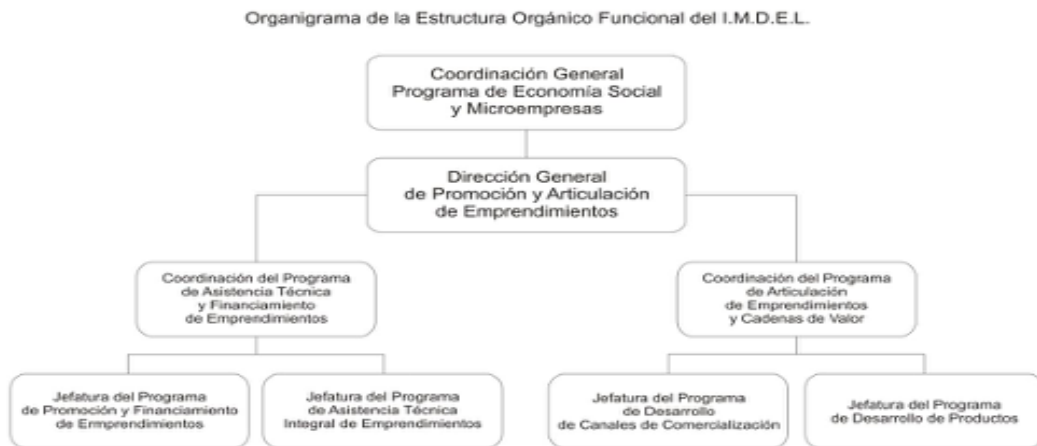 Organigrama de la Estructura Orgánico Funcional del I.M.D.E.L.
Coordinación General
Programa de Economía Social
y Microempresas
Dirección General
de Promoción y Articulación
de Emprendimientos
Coordinación del Programa
de Asistencia Técnica
y Financiamiento
de Emprendimientos
Coordinación del Programa
de Articulación
de Emprendimientos
y Cadenas de Valor
Jefatura del Programa
de Promoción y Financiamiento
de Ermprendimientos
Jefatura del Programa
de Asistencia Técnica
Integral de Emprendimientos
Jefatura del Programa
de Desarrollo
de Canales de Comercialización
Jefatura del Programa
de Desarrollo de Productos